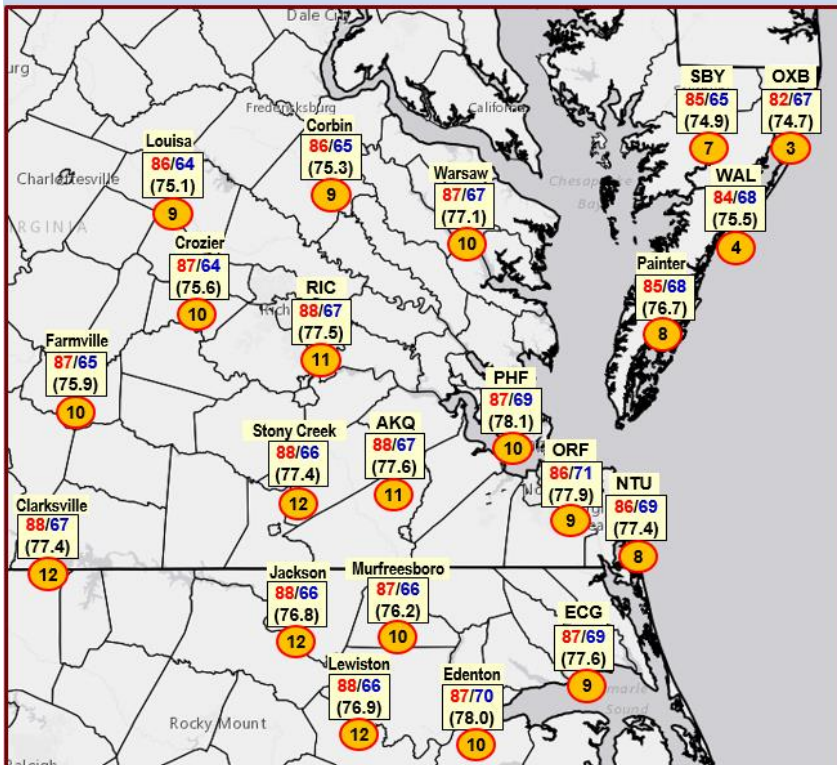 Dale City
urg
Fredericksburg
California
SBY
85/65
(74.9)
7
OXB
82/67
(74.7)
3
Louisa
86/64
(75.1)
9
Corbin
86/65
(75.3)
9
Charlottesville
Warsaw
87/67
(77.1)
10
Chesapeake
Bay
WAL
84/68
(75.5)
4
VIRGINIA
Crozier
87/64
(75.6)
10
RIC
88/67
(77.5)
11
Painter
85/68
(76.7)
8
Farmville
87/65
(75.9)
10
PHF
87/69
(78.1)
10
Stony Creek
88/66
(77.4)
12
AKQ
88/67
(77.6)
11
ORF
86/71
(77.9)
9
NTU
86/69
(77.4)
8
Clarksville
88/67
(77.4)
12
Jackson
88/66
(76.8)
12
Murfreesboro
87/66
(76.2)
10
ECG
87/69
(77.6)
9
Lewiston
88/66
(76.9)
12
Edenton
87/70
(78.0)
10
marle
Sound
Rocky Mount
Raleigh